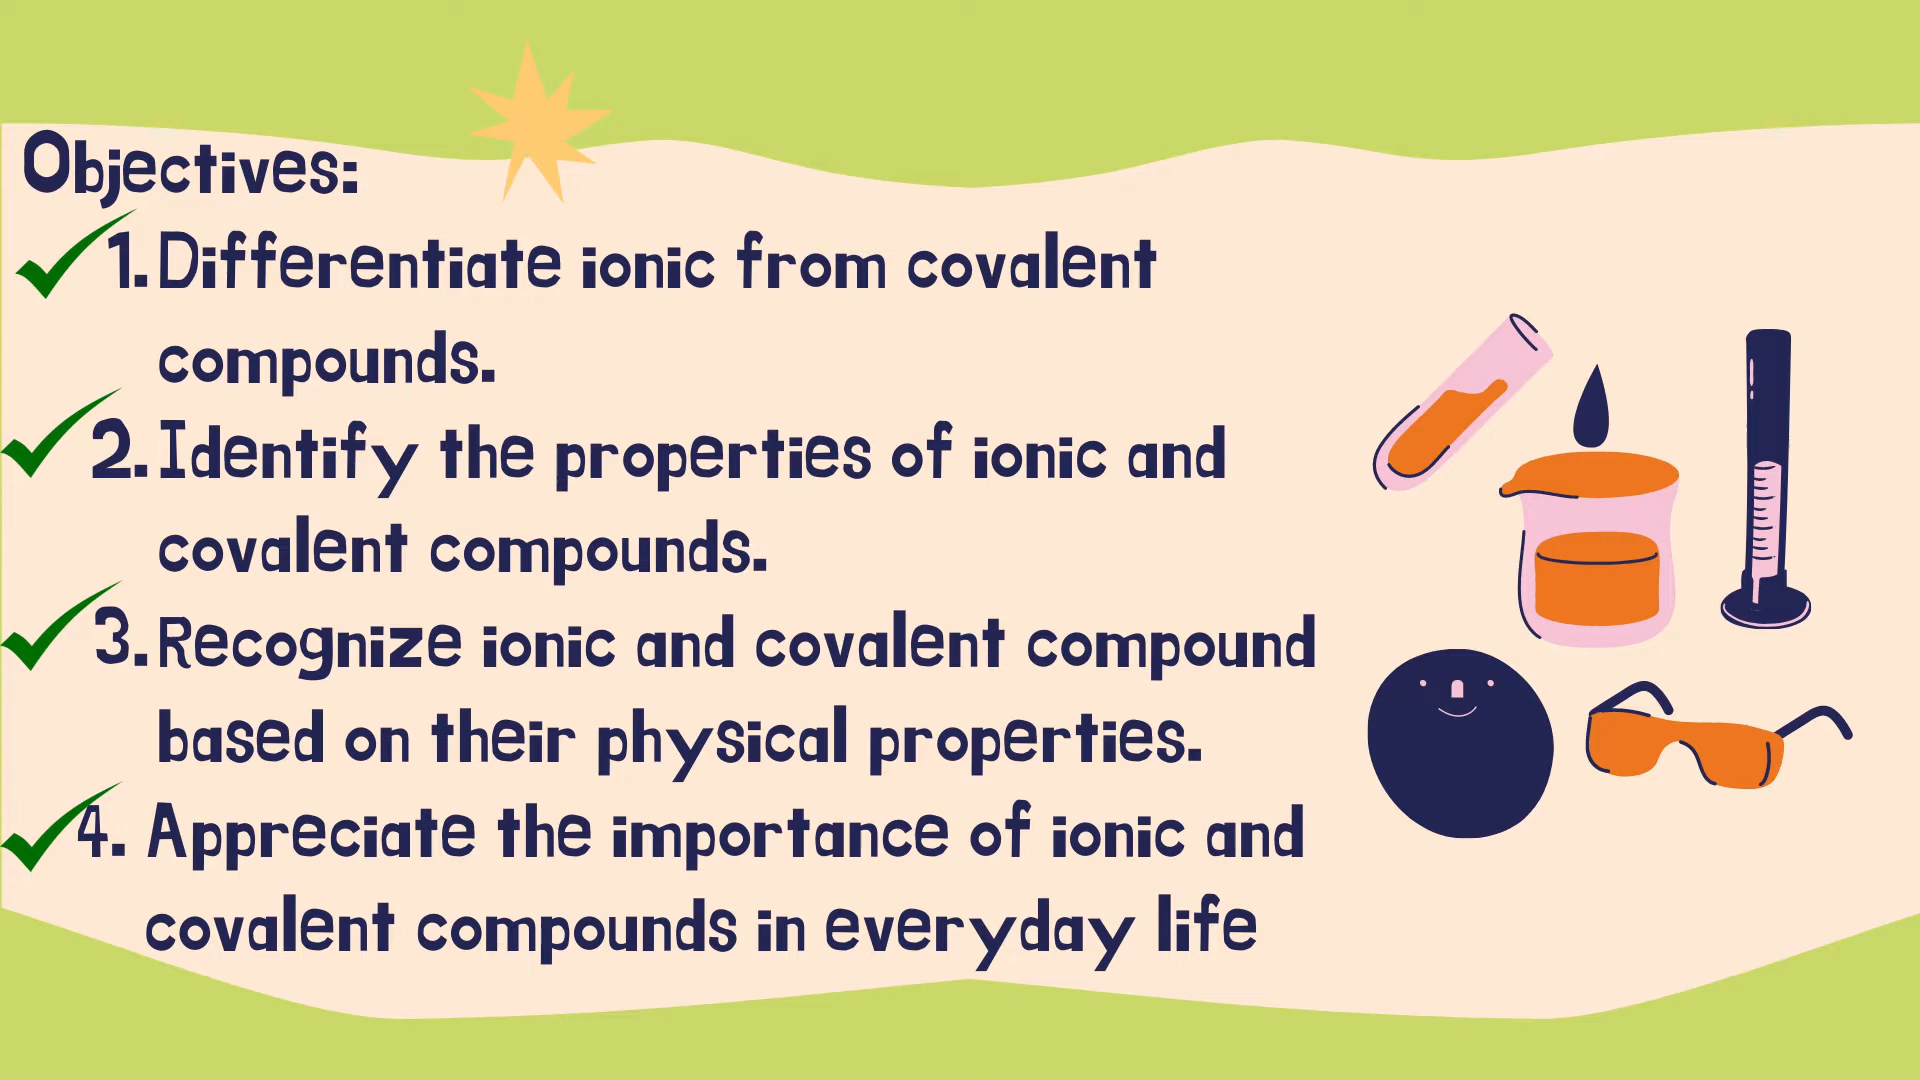 Objectives:
1. Differentiate ionic from covalent
compounds.
2. Identify the properties of ionic and
covalent compounds.
3. Recognize ionic and covalent compound
based on their physical properties.
4. Appreciate the importance of ionic and
covalent compounds in everyday life